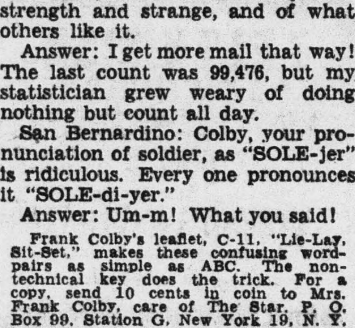 strength and strange, and of what
others like it.
Answer: I get more mail that way!
The last count was 99,476, but my
statistician grew weary of doing
nothing but count all day.
San Bernardino: Colby, your pro-
nunciation of soldier, as "SOLE-jer"
is ridiculous. Every one pronounces
it "SOLE-di-yer."
Answer: Um-m! What you said!
Frank Colby's leaflet, C-11, "Lie-Lay,
Sit-Set," makes these confusing word-
pairs as simple as ABC. The non-
technical key does the trick. For a
copy, send 10 cents in coin to Mrs.
Frank Colby, care of The Star, P. O.
Box 99, Station G, New York 19, N. Y.